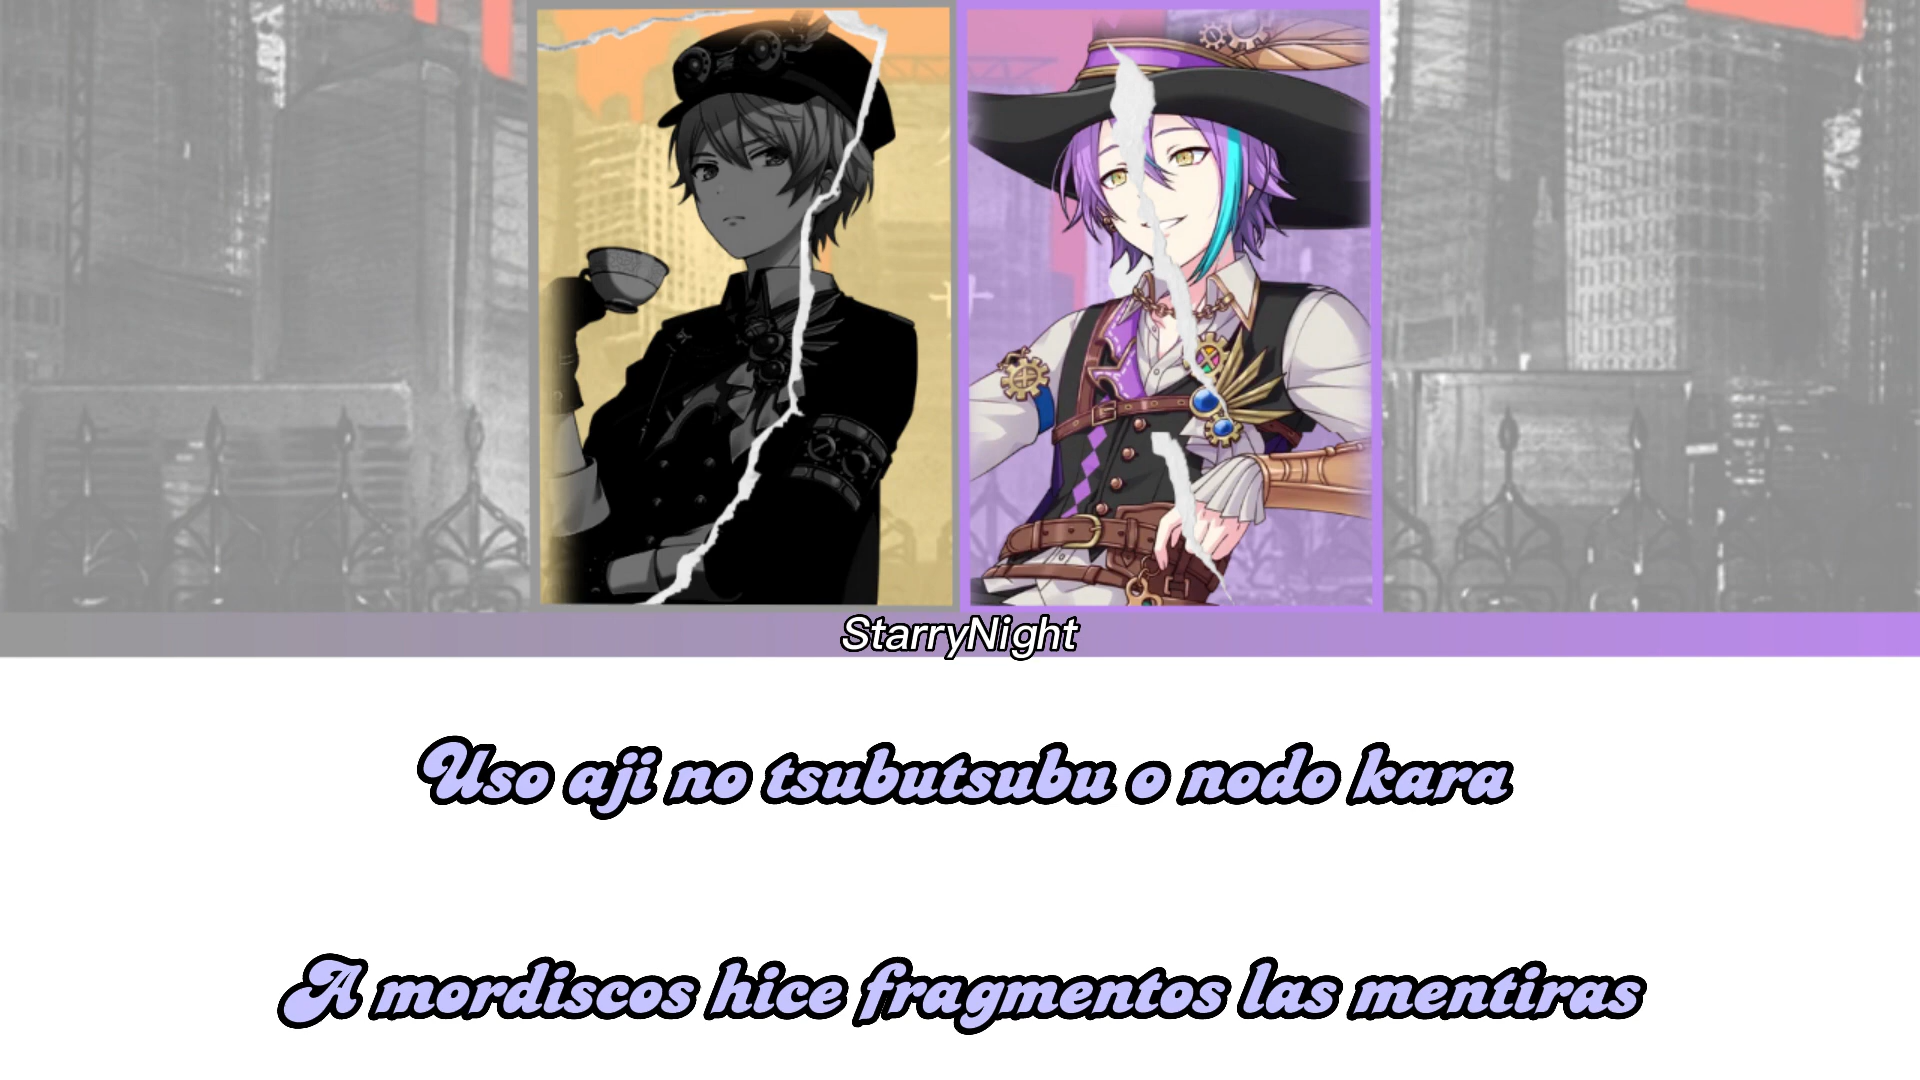 StarryNight
Uso aji no tsubutsubu o nodo kara
A mordiscos hice fragmentos las mentiras